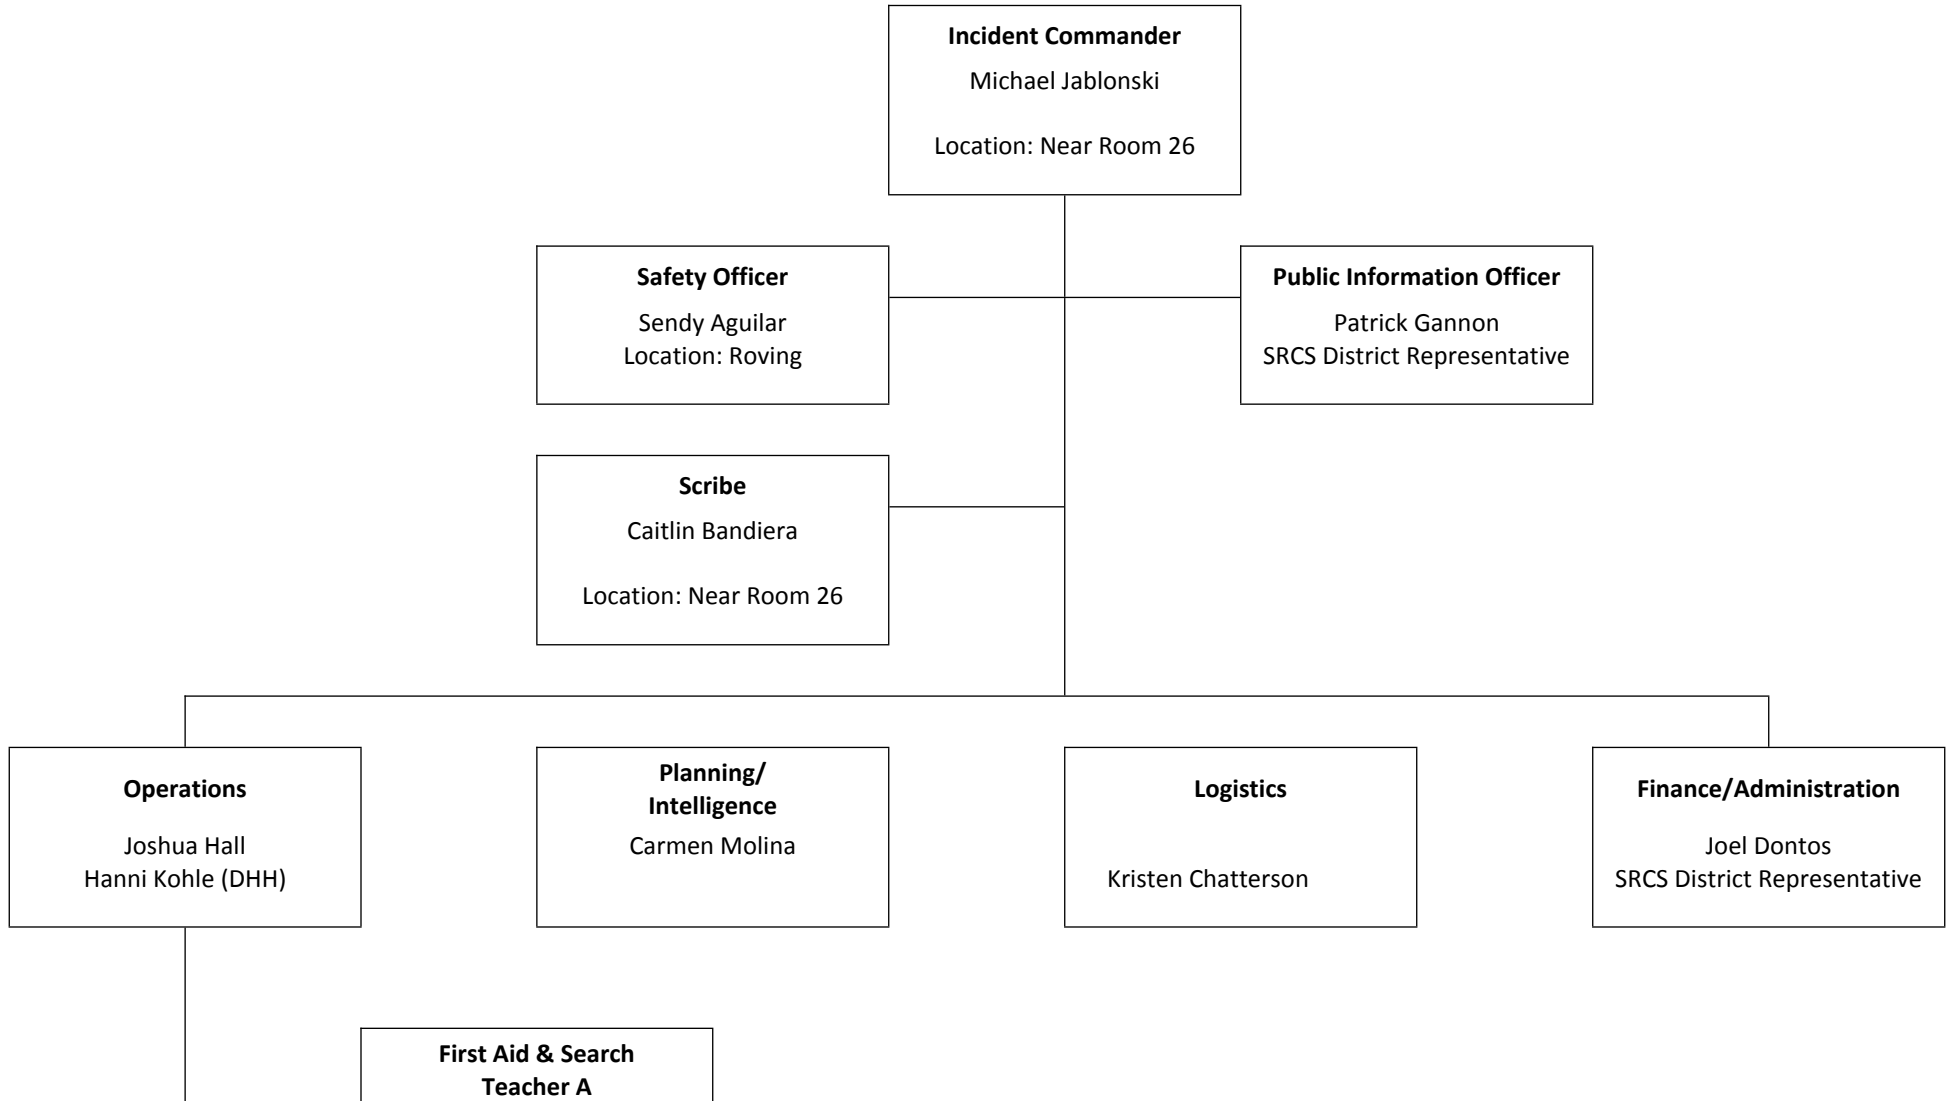 Incident Commander
Michael Jablonski
Location: Near Room 26
Safety Officer
Sendy Aguilar
Location: Roving
Public Information Officer
Patrick Gannon
SRCS District Representative
Scribe
Caitlin Bandiera
Location: Near Room 26
Operations
Joshua Hall
Hanni Kohle (DHH)
Planning/
Intelligence
Carmen Molina
Logistics
Kristen Chatterson
Finance/Administration
Joel Dontos
SRCS District Representative
First Aid & Search
Teacher A